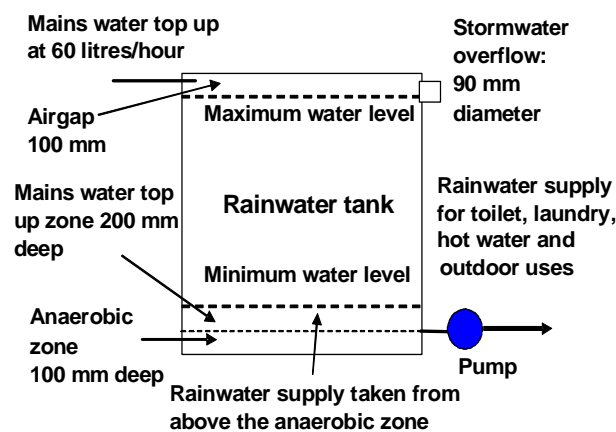 Mains water top up
at 60 litres/hour
Stormwater
overflow:
90 mm
diameter
Airgap
100 mm
Maximum water level
Mains water top
up zone 200 mm
deep
Rainwater tank
Rainwater supply
for toilet, laundry,
hot water and
outdoor uses
Minimum water level
Anaerobic
zone
100 mm deep
Pump
Rainwater supply taken from
above the anaerobic zone